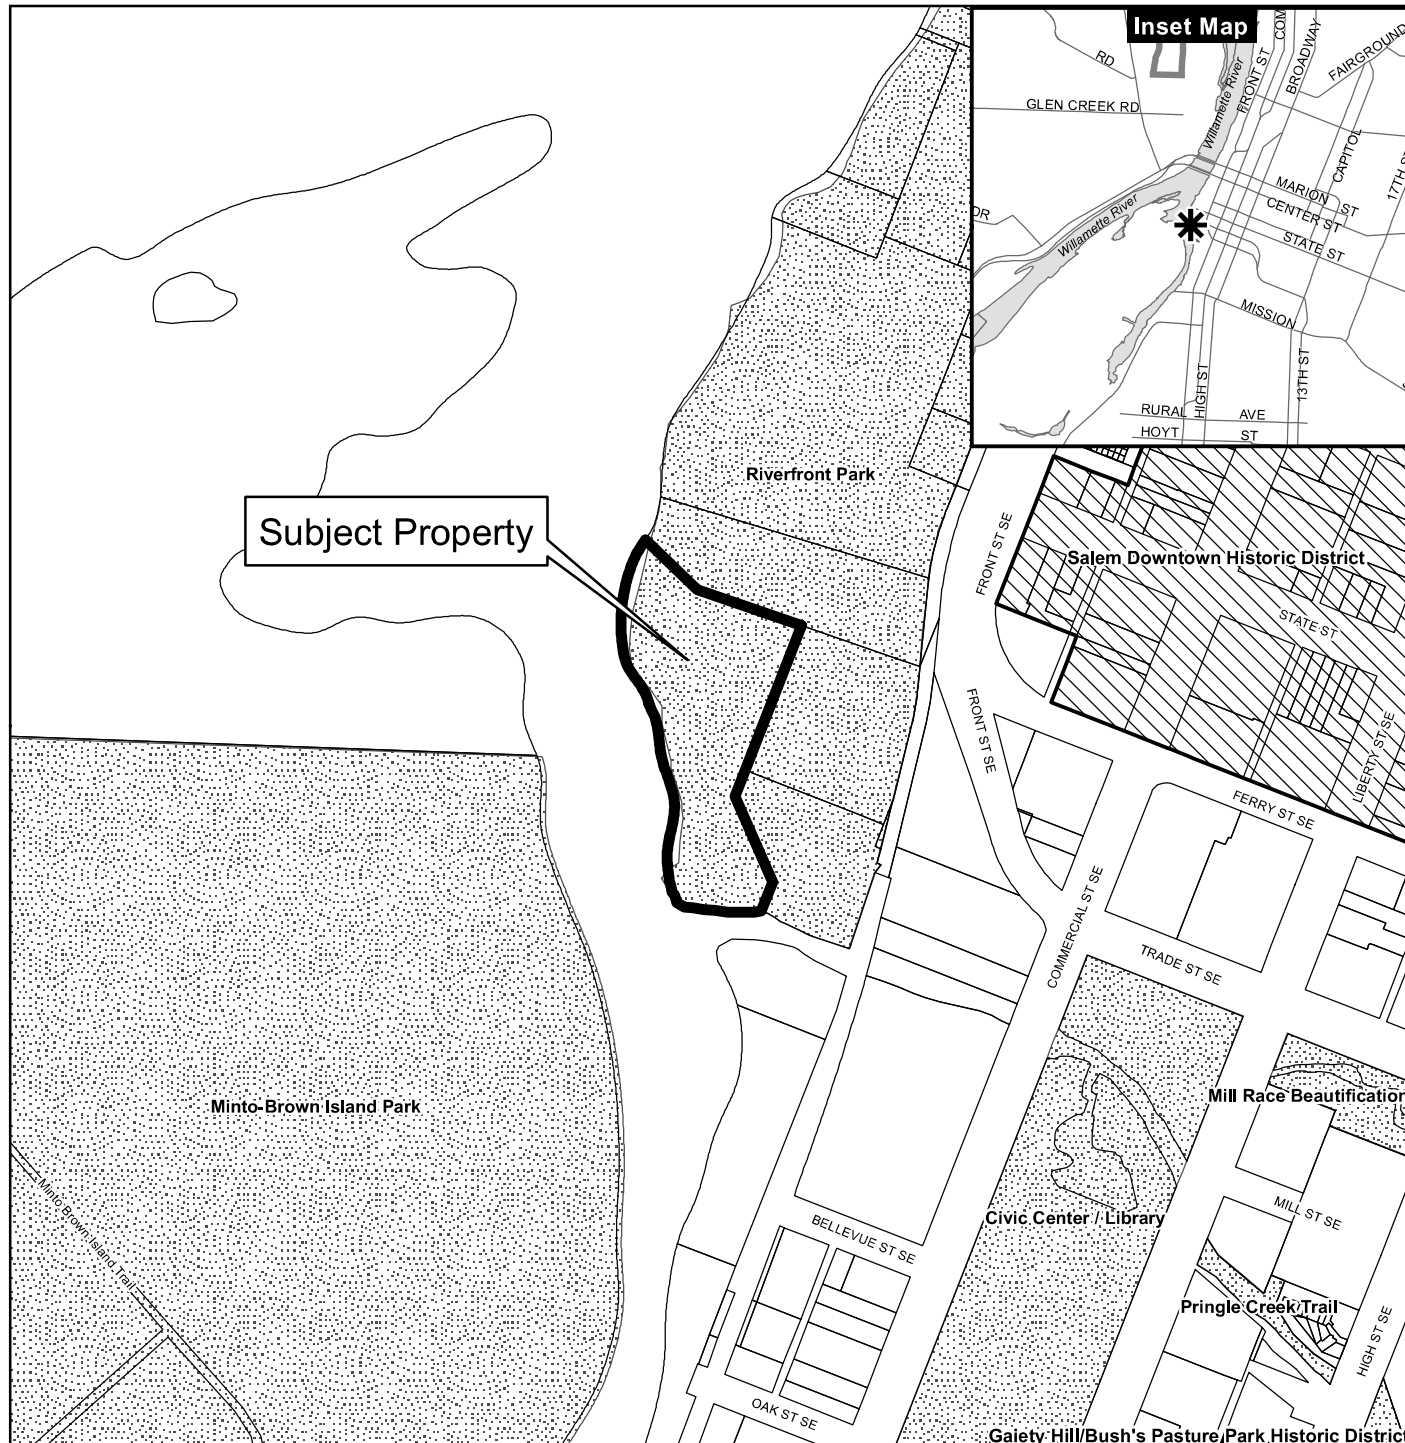 Inset Map
RD
GLEN CREEK RD
Willamette River
FRONT ST
COM
BROADWAY
FAIRGROUND
CAPITOL
17TH ST
MARION ST
CENTER ST
STATE ST
DR
Willamette River
MISSION
HIGH ST
13TH ST
RURAL AVE
HOYT ST
Riverfront Park
Subject Property
FRONT ST SE
Salem Downtown Historic District
STATE ST
FRONT ST SE
LIBERTY ST SE
FERRY ST SE
COMMERCIAL ST SE
TRADE ST SE
Minto-Brown Island Park
Mill Race Beautification
Minto Brown Island Trail
Civic Center / Library
MILL ST SE
BELLEVUE ST SE
Pringle Creek Trail
HIGH ST SE
OAK ST SE
Gaiety Hill/Bush's Pasture Park Historic District